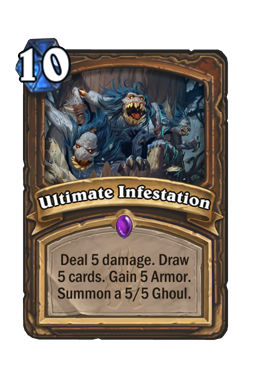 10
Ultimate Infestation
Deal 5 damage. Draw
5 cards. Gain 5 Armor.
Summon a 5/5 Ghoul.